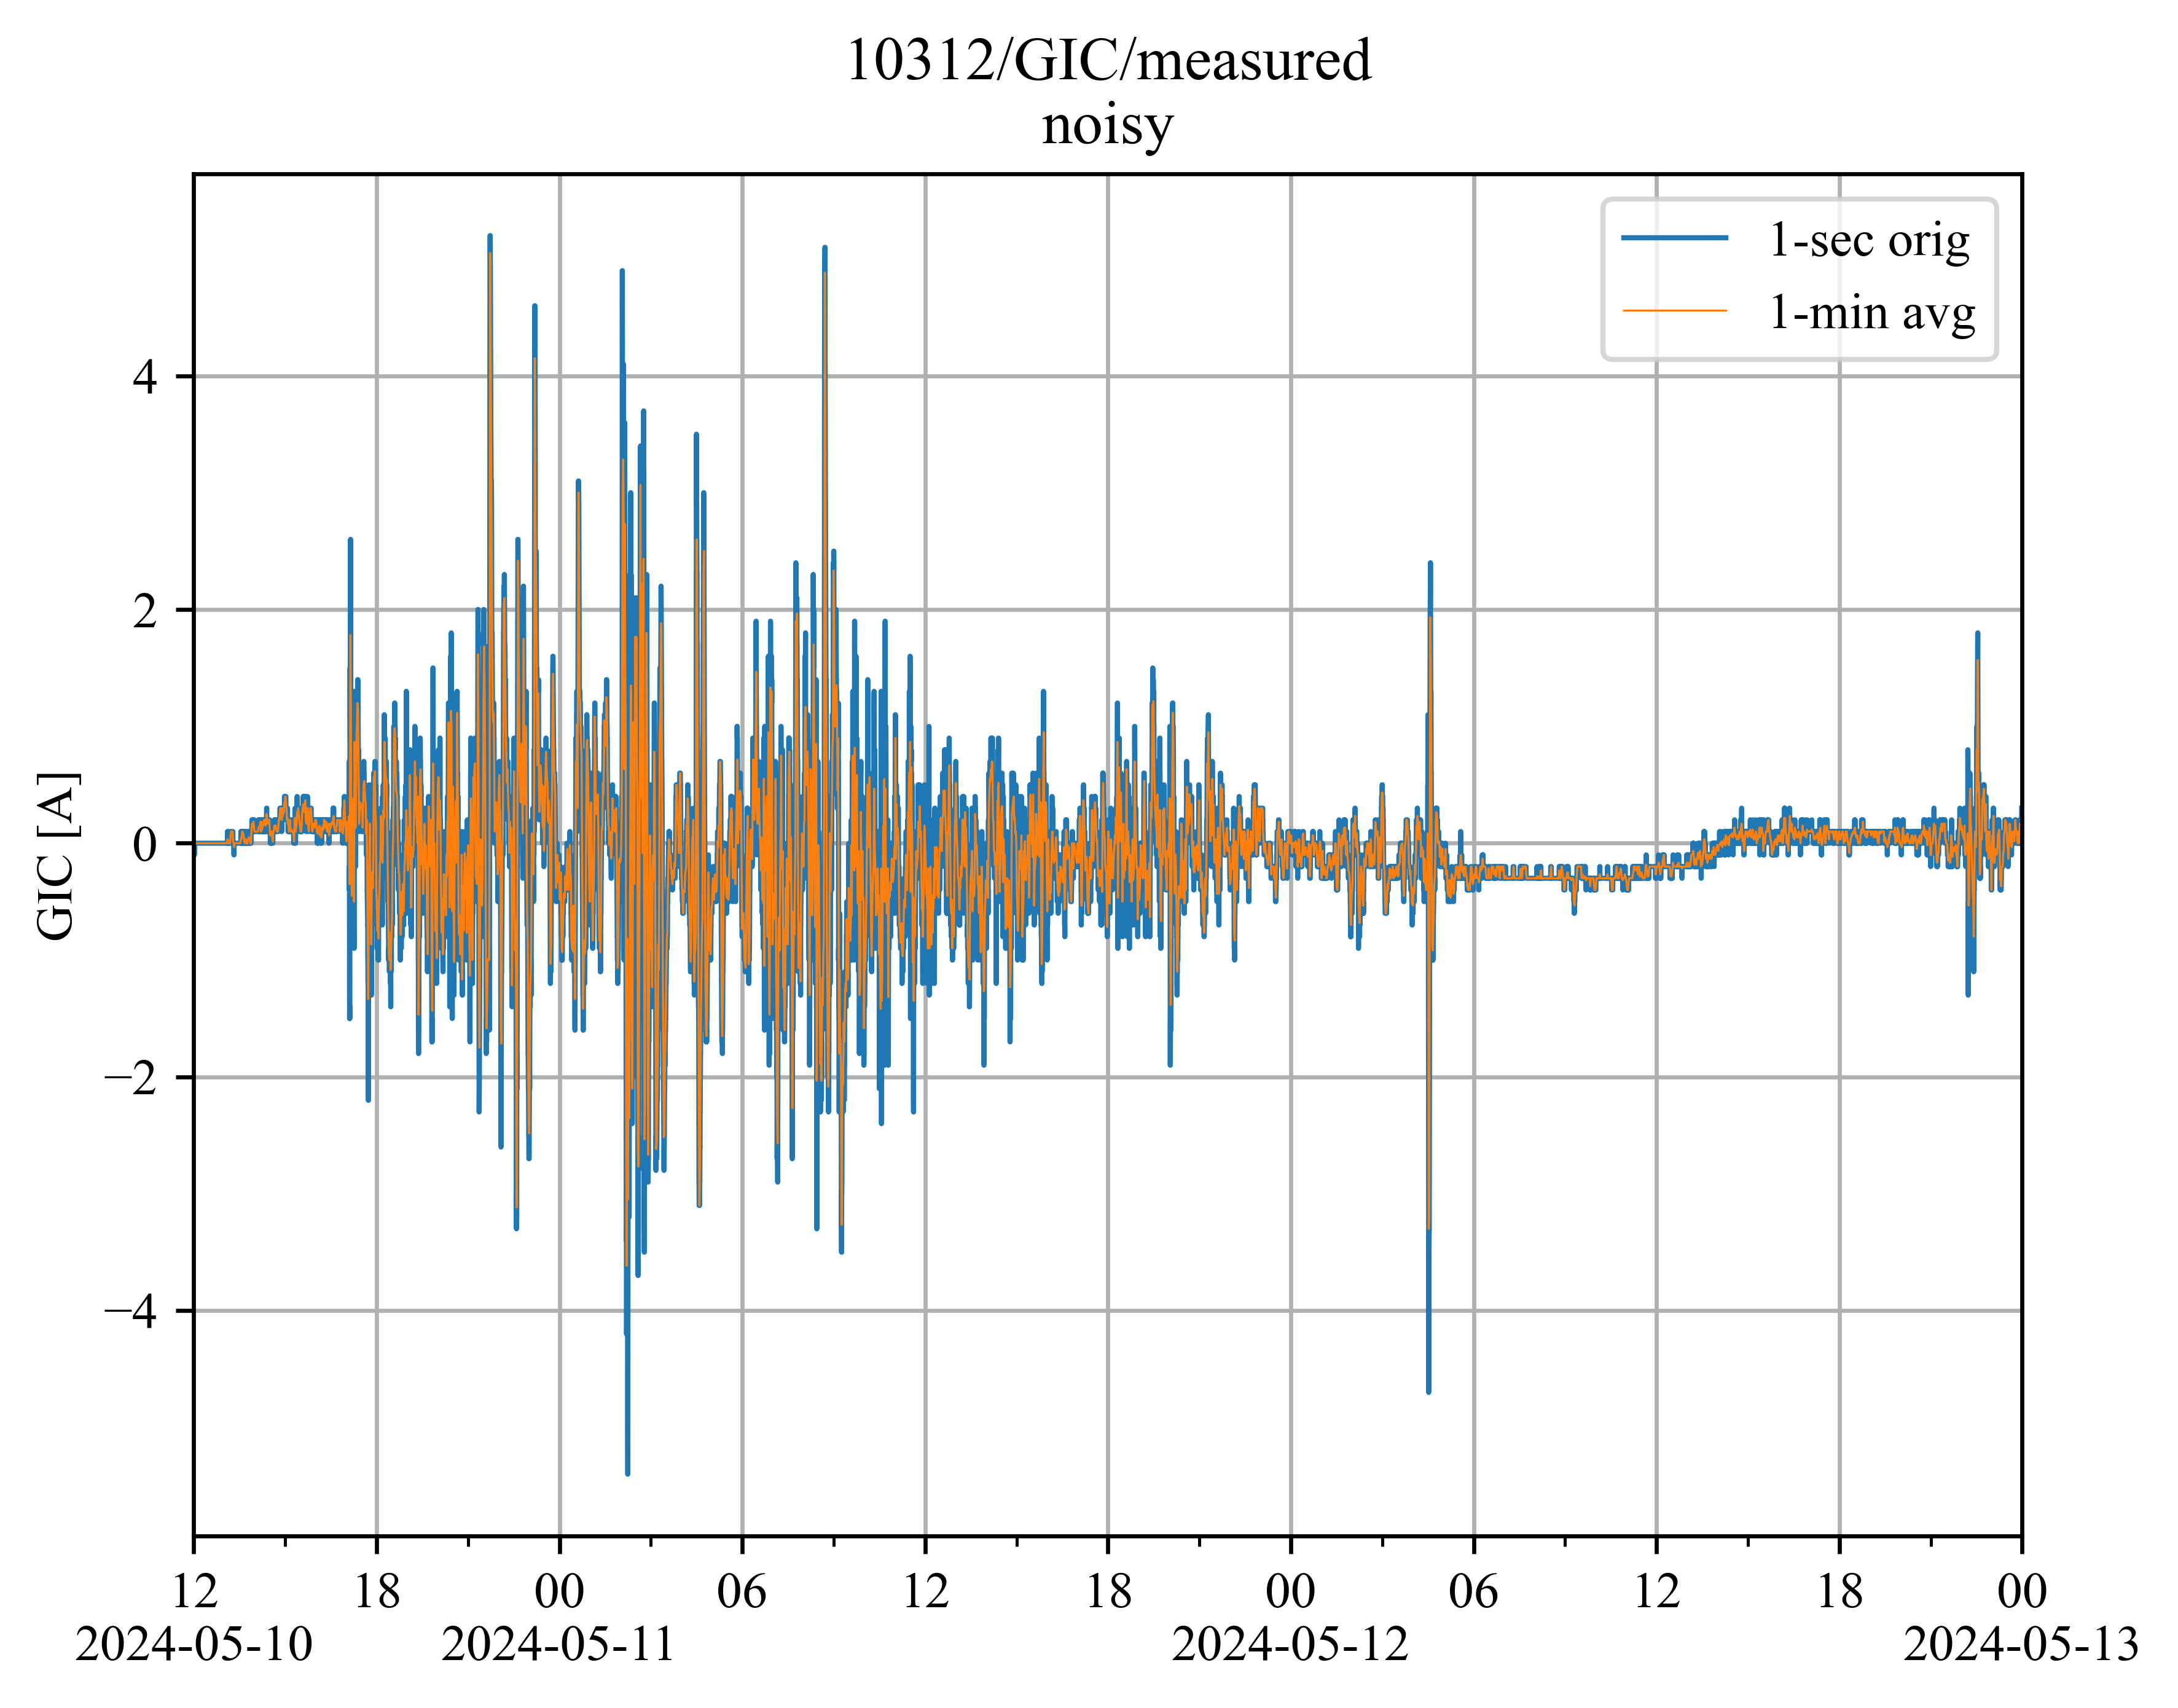 10312/GIC/measured
noisy
1-sec orig
1-min avg
GIC [A]
4
2
0
−2
−4
12 18 00 06 12 18 00 06 12 18 00
2024-05-10 2024-05-11 2024-05-12 2024-05-13